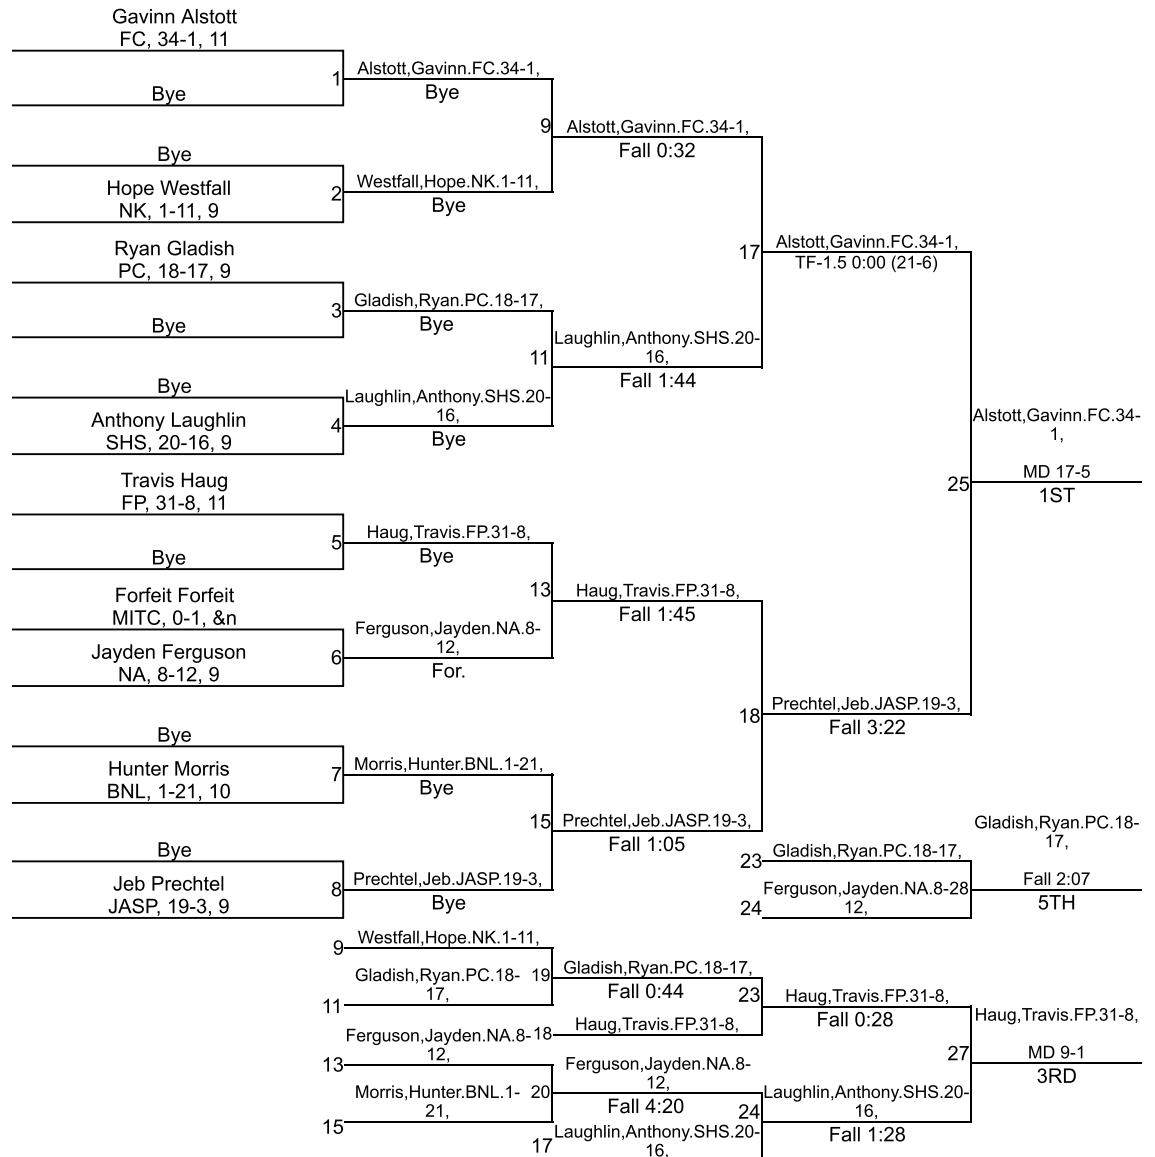 Gavinn Alstott
FC, 34-1, 11
Bye
1
Alstott,Gavinn.FC.34-1,
Bye
9
Alstott,Gavinn.FC.34-1,
Fall 0:32
Bye
Hope Westfall
NK, 1-11, 9
2
Westfall,Hope.NK.1-11,
Bye
Ryan Gladish
PC, 18-17, 9
Bye
3
Gladish,Ryan.PC.18-17,
Bye
17
Alstott,Gavinn.FC.34-1,
TF-1.5 0:00 (21-6)
11
Laughlin,Anthony.SHS.20-
16,
Fall 1:44
Bye
Anthony Laughlin
SHS, 20-16, 9
4
Laughlin,Anthony.SHS.20-
16,
Bye
25
Alstott,Gavinn.FC.34-
1,
MD 17-5
1ST
Travis Haug
FP, 31-8, 11
Bye
5
Haug,Travis.FP.31-8,
Bye
13
Haug,Travis.FP.31-8,
Fall 1:45
Forfeit Forfeit
MITC, 0-1, &n
Jayden Ferguson
NA, 8-12, 9
6
Ferguson,Jayden.NA.8-
12,
For.
18
Prechtel,Jeb.JASP.19-3,
Fall 3:22
Bye
Hunter Morris
BNL, 1-21, 10
7
Morris,Hunter.BNL.1-21,
Bye
15
Prechtel,Jeb.JASP.19-3,
Fall 1:05
Bye
Jeb Prechtel
JASP, 19-3, 9
8
Prechtel,Jeb.JASP.19-3,
Bye
23
Gladish,Ryan.PC.18-17,
24
Ferguson,Jayden.NA.8-28
12,
Gladish,Ryan.PC.18-
17,
Fall 2:07
5TH
9
Westfall,Hope.NK.1-11,
Gladish,Ryan.PC.18-
17,
11
19
Gladish,Ryan.PC.18-17,
Fall 0:44
18
Haug,Travis.FP.31-8,
23
Haug,Travis.FP.31-8,
Fall 0:28
Ferguson,Jayden.NA.8-
12,
13
Morris,Hunter.BNL.1-
21,
15
20
Ferguson,Jayden.NA.8-
12,
Fall 4:20
17
Laughlin,Anthony.SHS.20-
16,
24
Laughlin,Anthony.SHS.20-
16,
Fall 1:28
27
Haug,Travis.FP.31-8,
MD 9-1
3RD